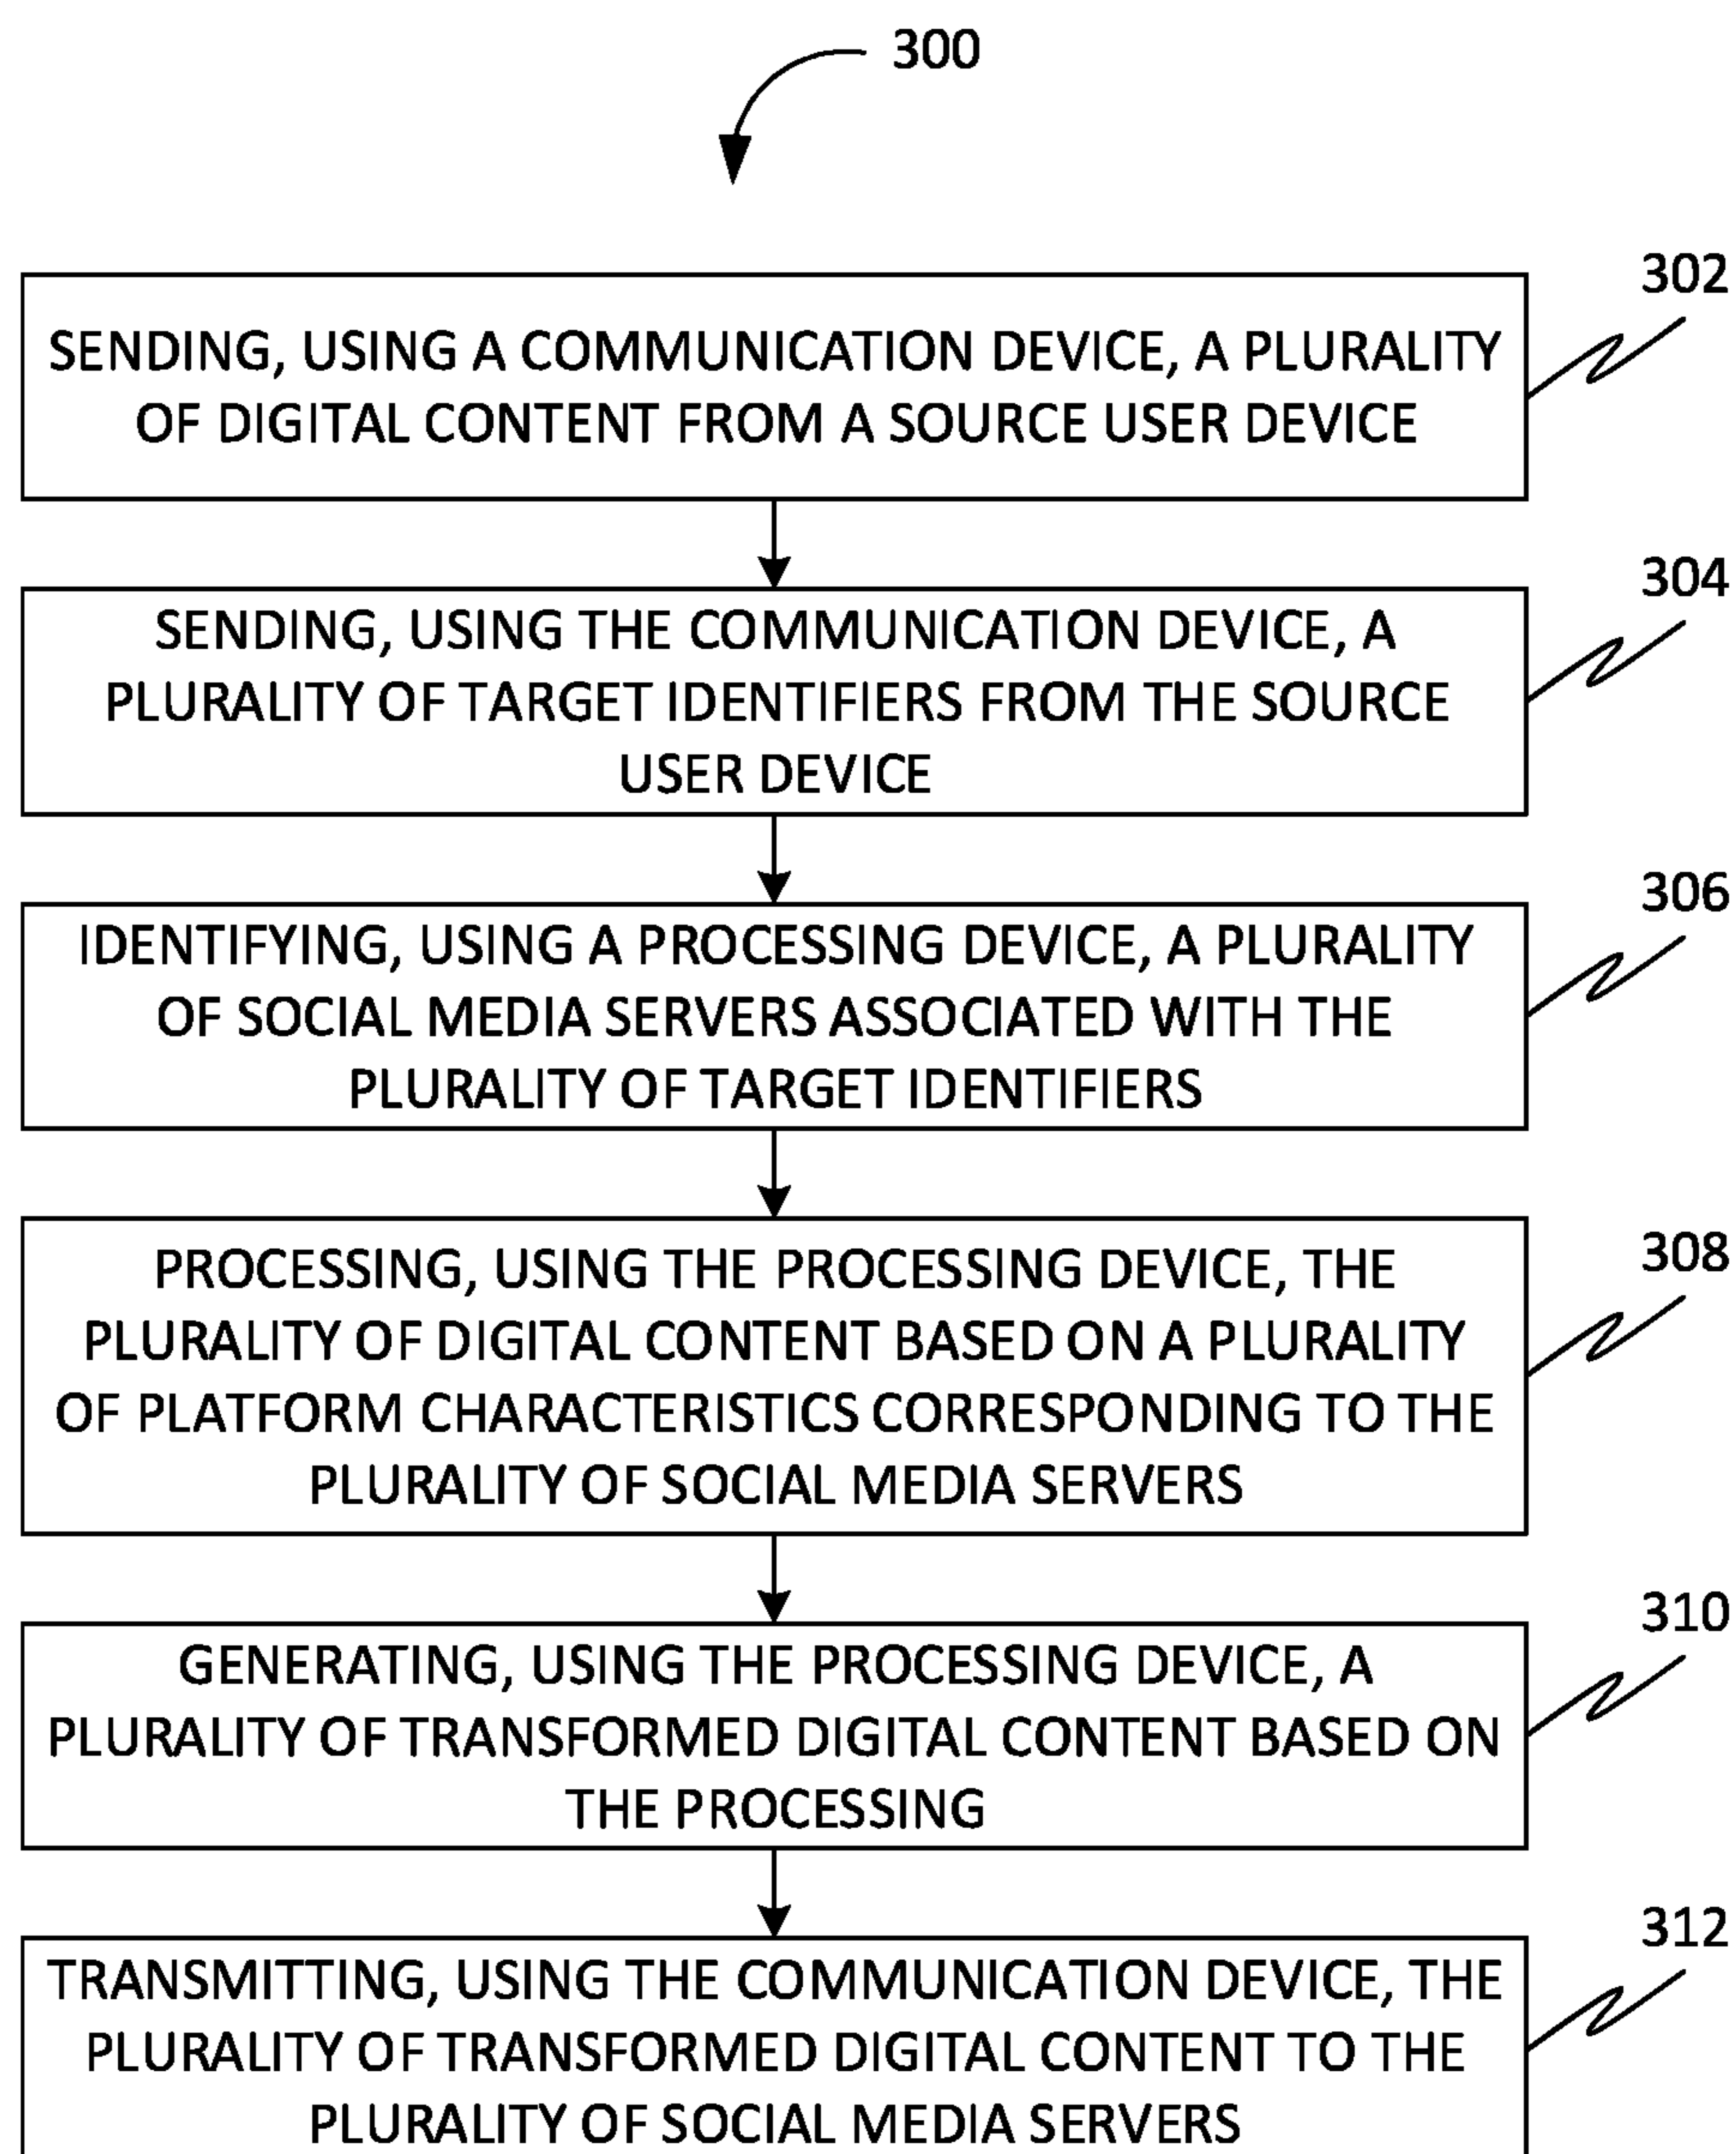 300
302
SENDING, USING A COMMUNICATION DEVICE, A PLURALITY
OF DIGITAL CONTENT FROM A SOURCE USER DEVICE
304
SENDING, USING THE COMMUNICATION DEVICE, A
PLURALITY OF TARGET IDENTIFIERS FROM THE SOURCE
USER DEVICE
306
IDENTIFYING, USING A PROCESSING DEVICE, A PLURALITY
OF SOCIAL MEDIA SERVERS ASSOCIATED WITH THE
PLURALITY OF TARGET IDENTIFIERS
308
PROCESSING, USING THE PROCESSING DEVICE, THE
PLURALITY OF DIGITAL CONTENT BASED ON A PLURALITY
OF PLATFORM CHARACTERISTICS CORRESPONDING TO THE
PLURALITY OF SOCIAL MEDIA SERVERS
310
GENERATING, USING THE PROCESSING DEVICE, A
PLURALITY OF TRANSFORMED DIGITAL CONTENT BASED ON
THE PROCESSING
312
TRANSMITTING, USING THE COMMUNICATION DEVICE, THE
PLURALITY OF TRANSFORMED DIGITAL CONTENT TO THE
PLURALITY OF SOCIAL MEDIA SERVERS